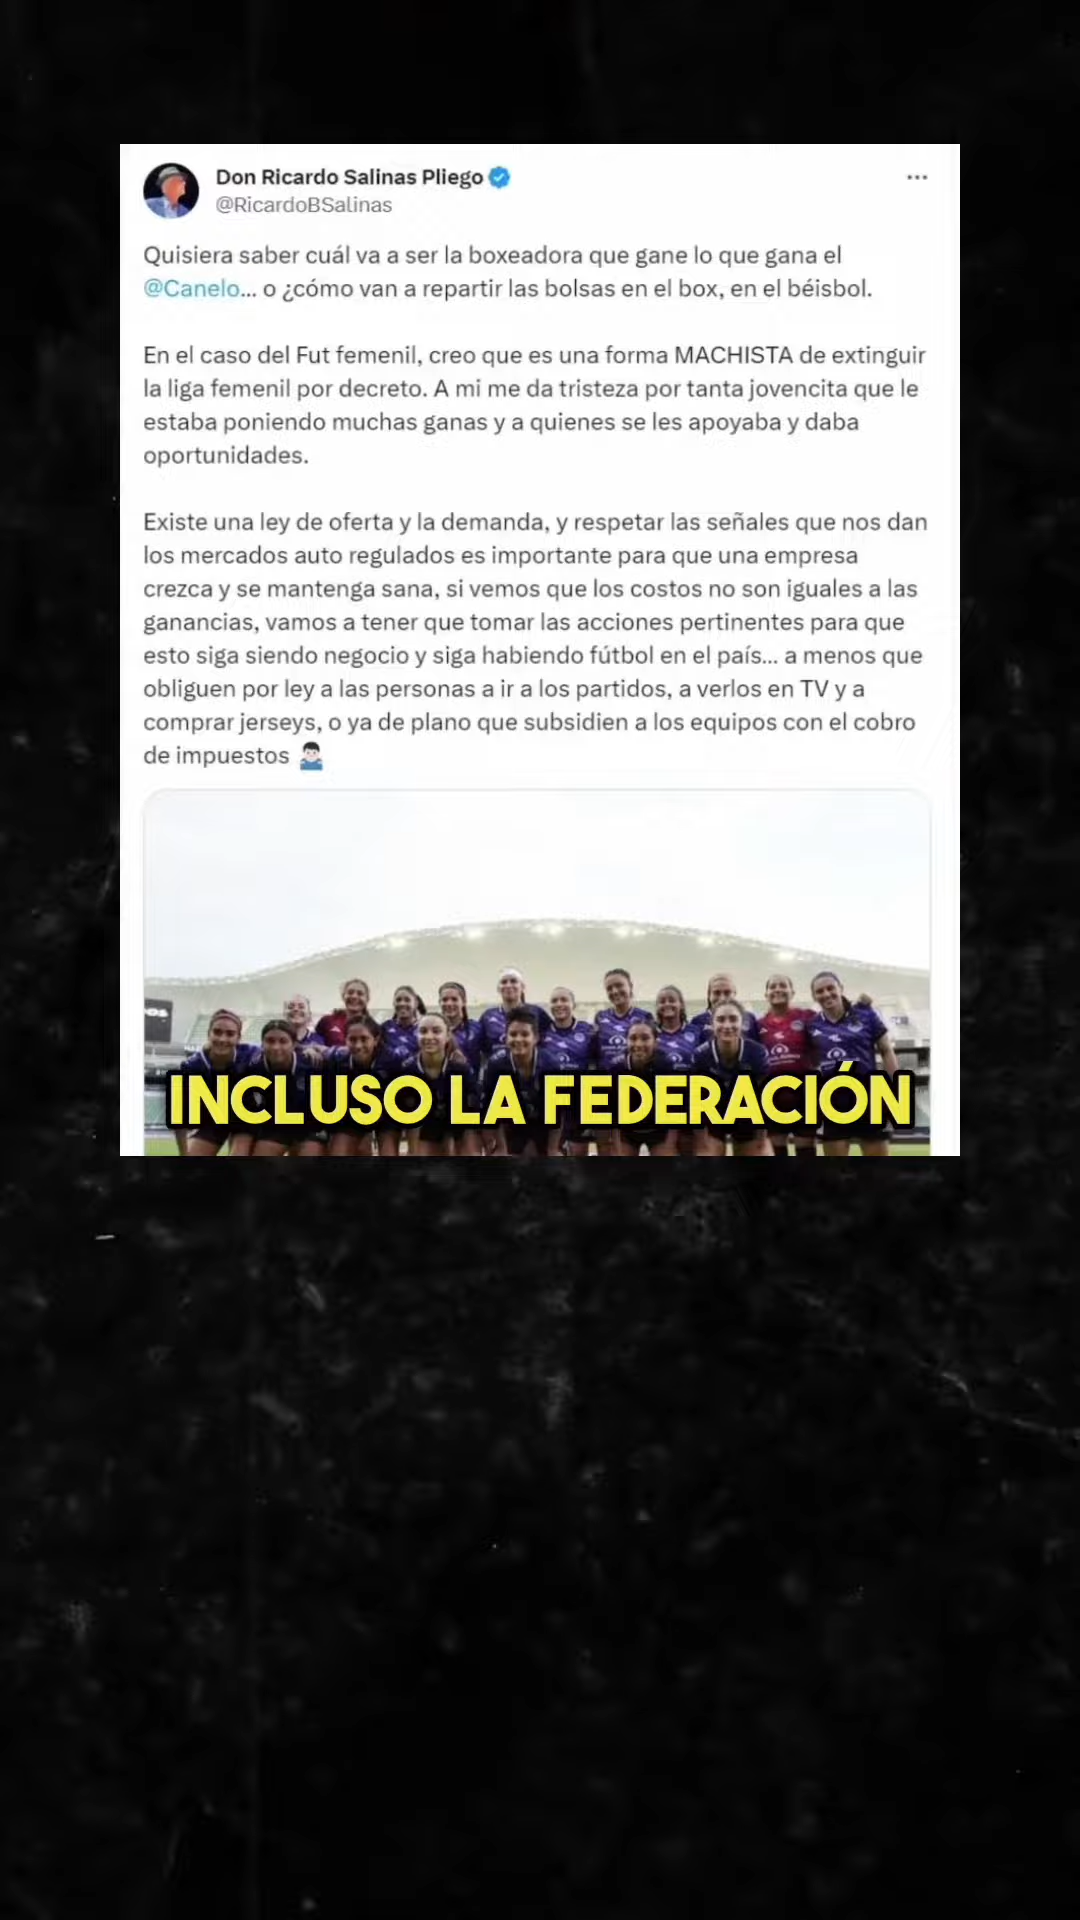 Don Ricardo Salinas Pliego
@RicardoBSalinas
Quisiera saber cuál va a ser la boxeadora que gane lo que gana el
@Canelo... o ¿cómo van a repartir las bolsas en el box, en el béisbol.
En el caso del Fut femenil, creo que es una forma MACHISTA de extinguir
la liga femenil por decreto. A mi me da tristeza por tanta jovencita que le
estaba poniendo muchas ganas y a quienes se les apoyaba y daba
oportunidades.
Existe una ley de oferta y la demanda, y respetar las señales que nos dan
los mercados auto regulados es importante para que una empresa
crezca y se mantenga sana, si vemos que los costos no son iguales a las
ganancias, vamos a tener que tomar las acciones pertinentes para que
esto siga siendo negocio y siga habiendo fútbol en el país... a menos que
obliguen por ley a las personas a ir a los partidos, a verlos en TV y a
comprar jerseys, o ya de plano que subsidien a los equipos con el cobro
de impuestos 🤷🏻‍♂️
INCLUSO LA FEDERACIÓN